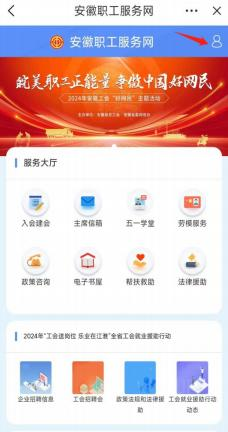 安徽职工服务网
安徽职工服务网
就美职工正能量 争做中国好网民
2024年安徽工会“好网民”主题活动
服务大厅
入会建会
主席信箱
五一学堂
劳模服务
政策咨询
电子书屋
帮扶救助
法律援助
2024年“工会送岗位 乐业在江淮”全省工会就业援助行动
企业招聘信息
工会招聘会
政策法规和法律援助
工会就业援助行动动态